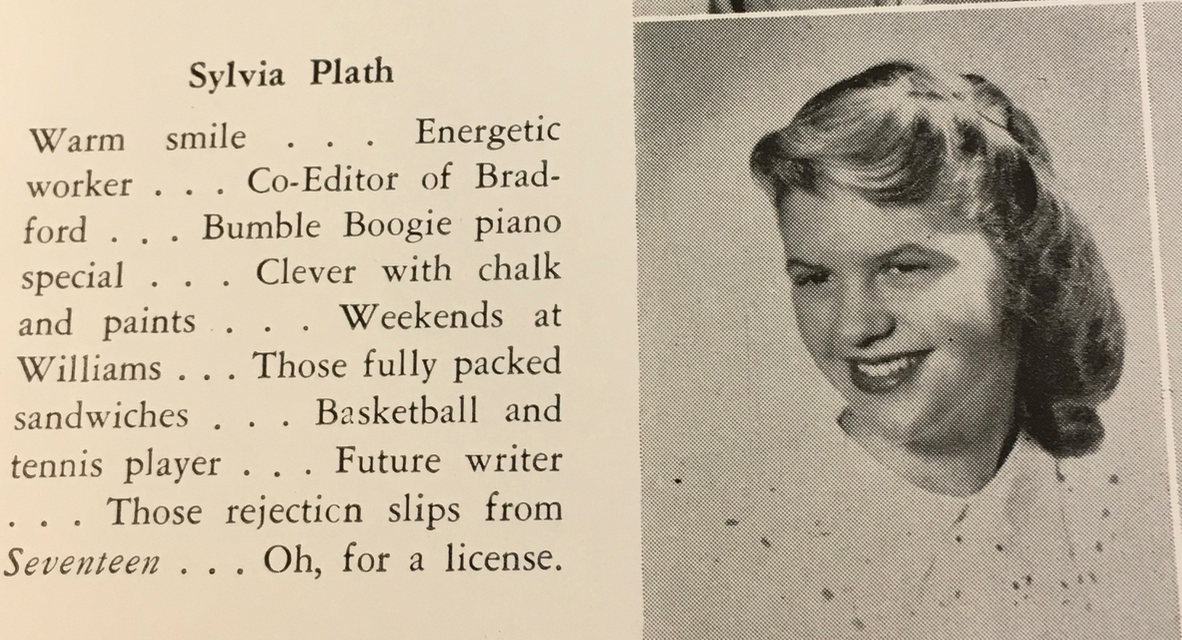 Sylvia Plath
Warm smile . . . Energetic
worker . . . Co-Editor of Brad-
ford . . . Bumble Boogie piano
special . . . Clever with chalk
and paints . . . Weekends at
Williams . . . Those fully packed
sandwiches . . . Basketball and
tennis player . . . Future writer
. . . Those rejecticn slips from
Seventeen . . . Oh, for a license.